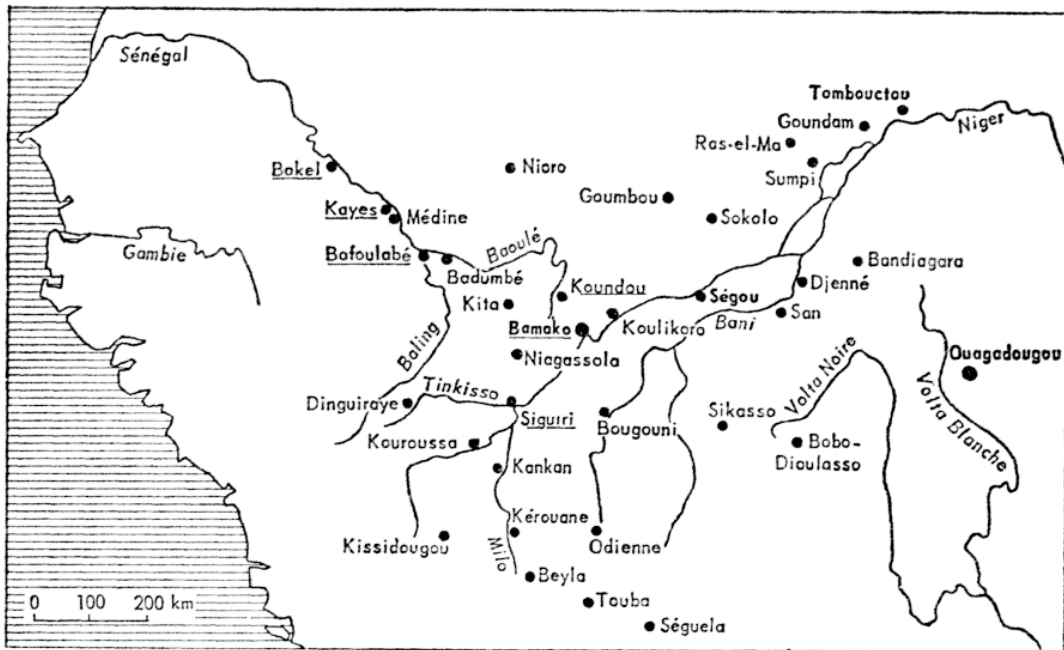 Sénégal
Tombouctou
Goundam
Niger
Ras-el-Ma
Bakel
Nioro
Sumpi
Goumbou
Kayes
Médine
Sokolo
Gambie
Baoulé
Bafoulabé
Badumbé
Bandiagara
Koundou
Djenné
Kita
Ségou
San
Bamako
Koulikoro
Bani
Baling
Niagassola
Ouagadougou
Volta Noire
Tinkisso
Dinguiraye
Siguiri
Sikasso
Bougouni
Volta Blanche
Kouroussa
Bobo-
Dioulasso
Kankan
Kérouane
Kissidougou
Milo
Odienne
Beyla
0 100 200 km
Touba
Séguela